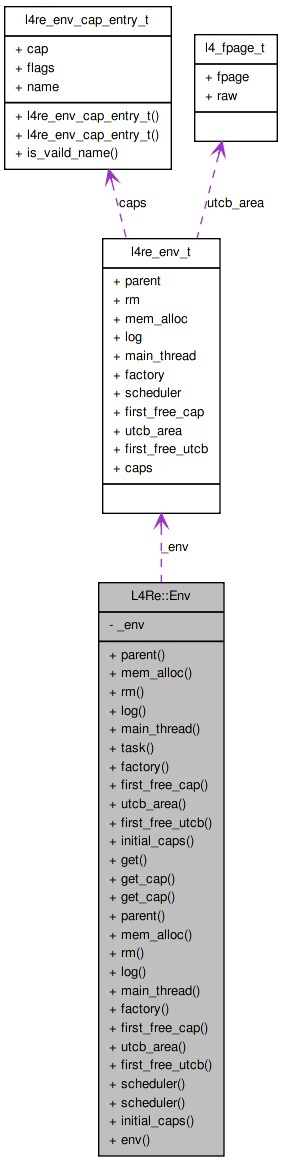 l4re_env_cap_entry_t
+ cap
+ flags
+ name
+ l4re_env_cap_entry_t()
+ l4re_env_cap_entry_t()
+ is_vaild_name()
l4_fpage_t
+ fpage
+ raw
caps
utcb_area
l4re_env_t
+ parent
+ rm
+ mem_alloc
+ log
+ main_thread
+ factory
+ scheduler
+ first_free_cap
+ utcb_area
+ first_free_utcb
+ caps
_env
L4Re::Env
- _env
+ parent()
+ mem_alloc()
+ rm()
+ log()
+ main_thread()
+ task()
+ factory()
+ first_free_cap()
+ utcb_area()
+ first_free_utcb()
+ initial_caps()
+ get()
+ get_cap()
+ get_cap()
+ parent()
+ mem_alloc()
+ rm()
+ log()
+ main_thread()
+ factory()
+ first_free_cap()
+ utcb_area()
+ first_free_utcb()
+ scheduler()
+ scheduler()
+ initial_caps()
+ env()